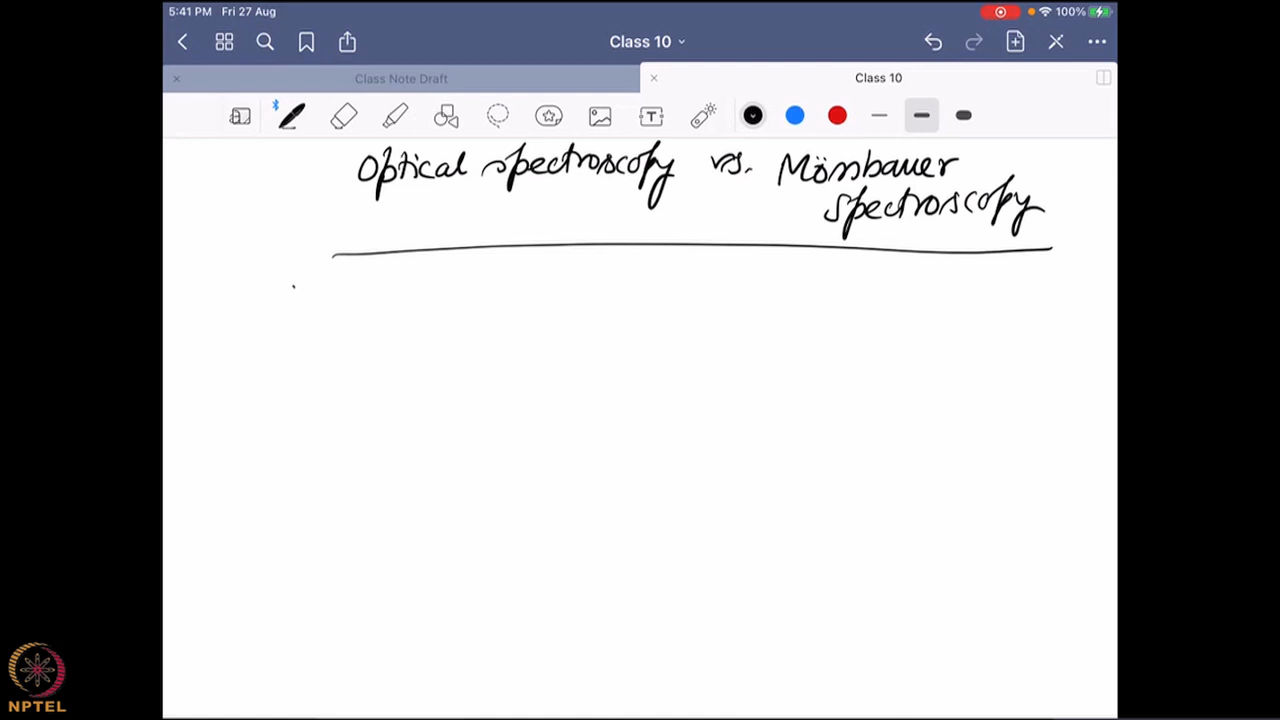 5:41 PM Fri 27 Aug
100%
Class 10
Class Note Draft
Class 10
T
Optical spectroscopy vs. Mössbauer
spectroscopy
NPTEL